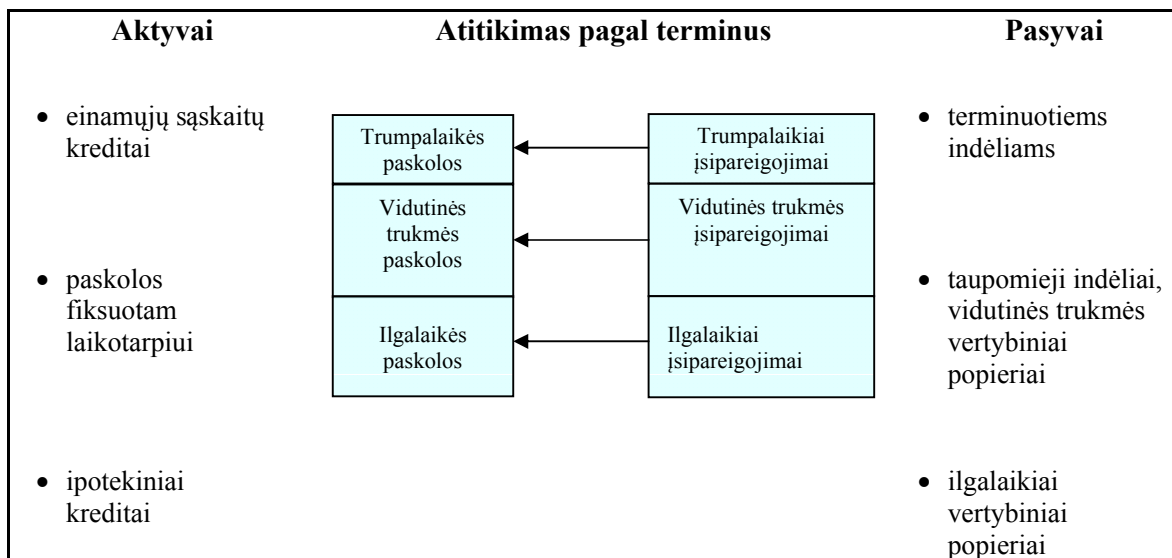 Aktyvai
Atitikimas pagal terminus
Pasyvai
• einamųjų sąskaitų
kreditai
• paskolos
fiksuotam
laikotarpiui
• ipotekiniai
kreditai
Trumpalaikės
paskolos
Vidutinės
trukmės
paskolos
Ilgalaikės
paskolos
Trumpalaikiai
įsipareigojimai
Vidutinės trukmės
įsipareigojimai
Ilgalaikiai
įsipareigojimai
• terminuotiems
indėliams
• taupomieji indėliai,
vidutinės trukmės
vertybiniai
popieriai
• ilgalaikiai
vertybiniai
popieriai